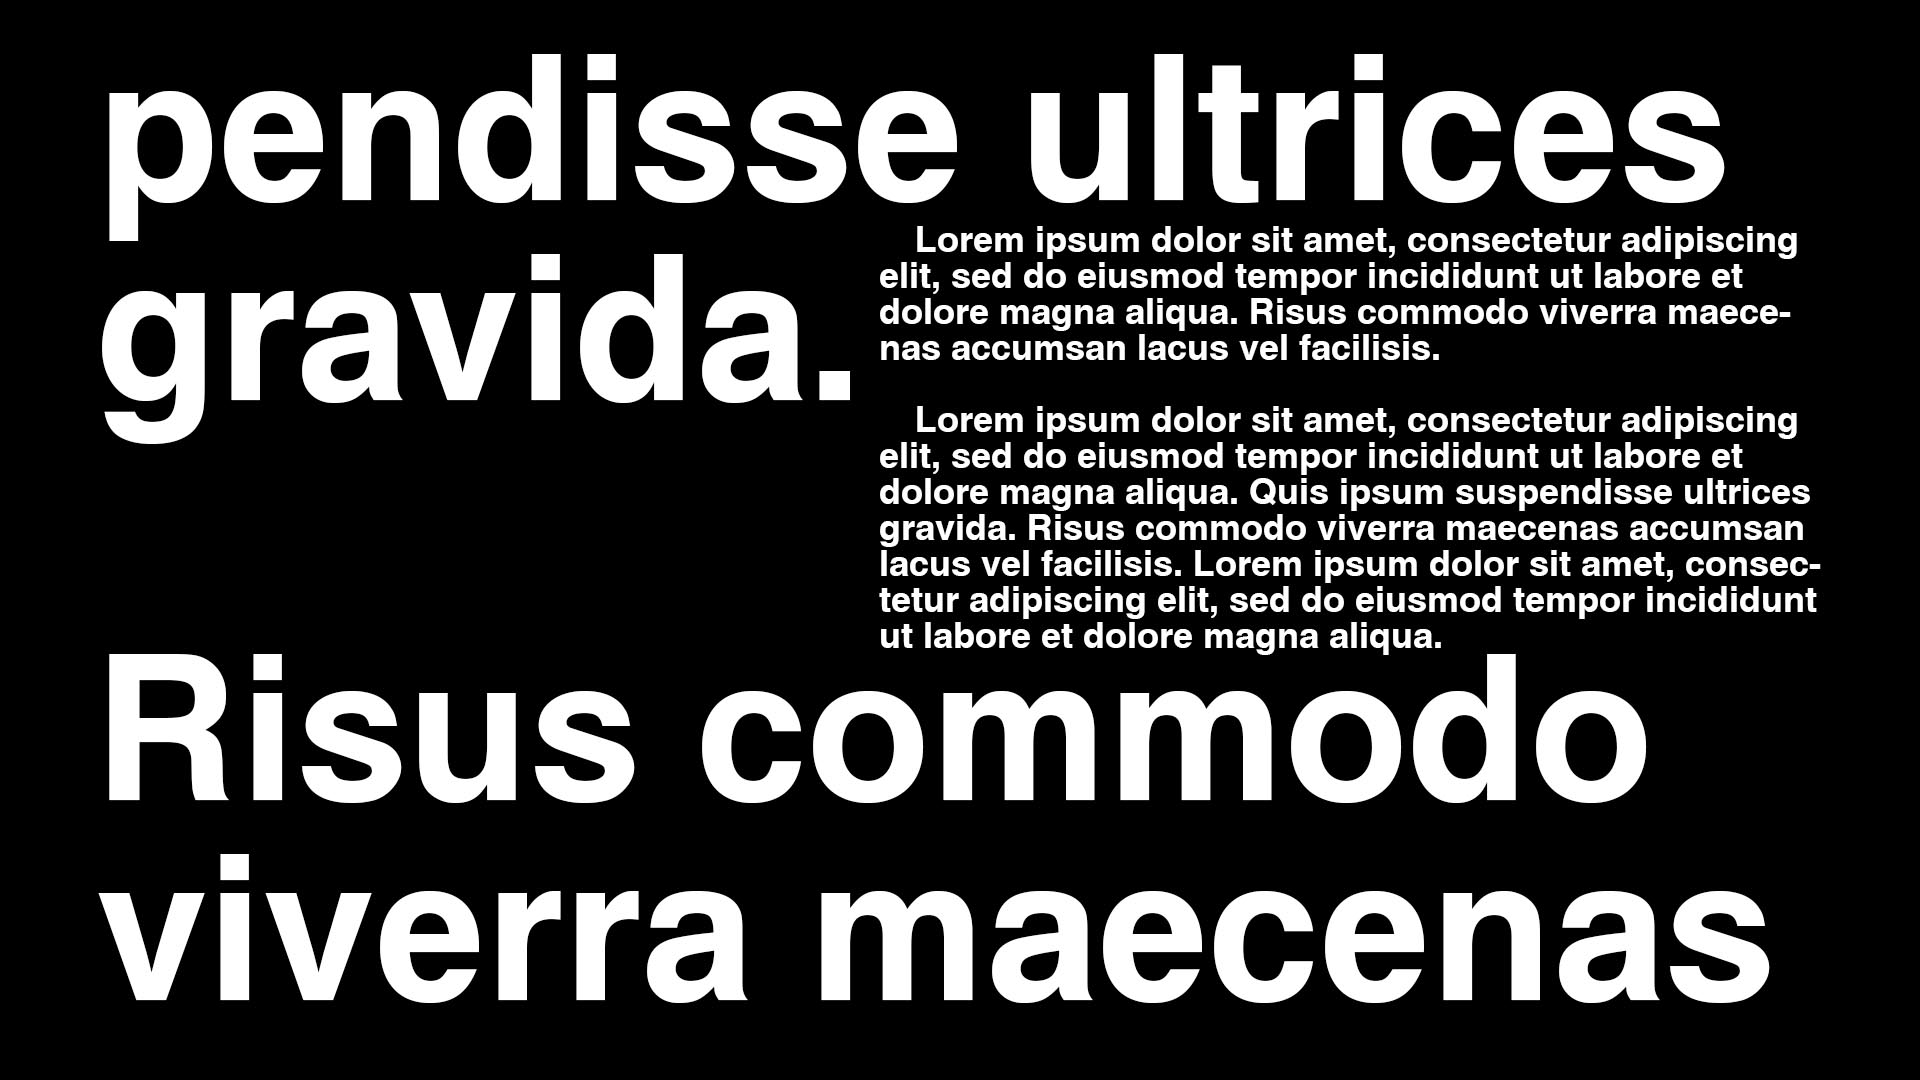 pendisse ultrices
gravida.
Lorem ipsum dolor sit amet, consectetur adipiscing
elit, sed do eiusmod tempor incididunt ut labore et
dolore magna aliqua. Risus commodo viverra maece-
nas accumsan lacus vel facilisis.
Lorem ipsum dolor sit amet, consectetur adipiscing
elit, sed do eiusmod tempor incididunt ut labore et
dolore magna aliqua. Quis ipsum suspendisse ultrices
gravida. Risus commodo viverra maecenas accumsan
lacus vel facilisis. Lorem ipsum dolor sit amet, consec-
tetur adipiscing elit, sed do eiusmod tempor incididunt
ut labore et dolore magna aliqua.
Risus commodo
viverra maecenas